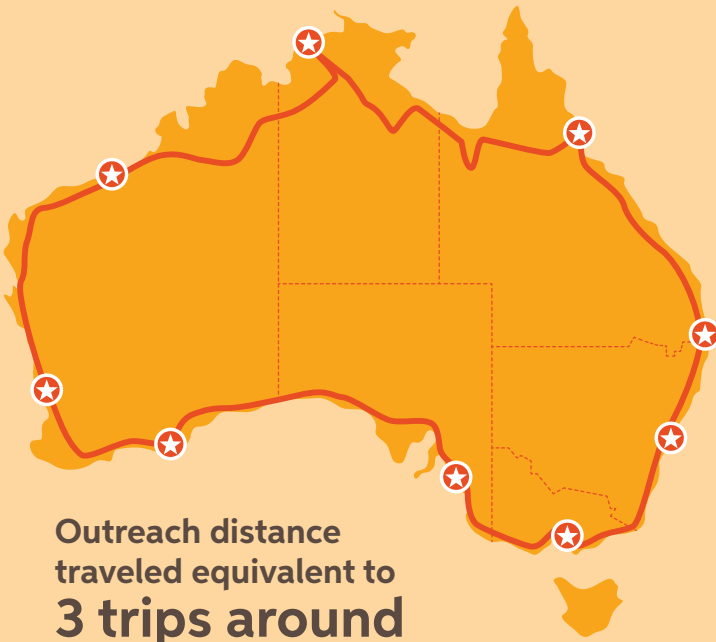 Outreach distance
traveled equivalent to
3 trips around